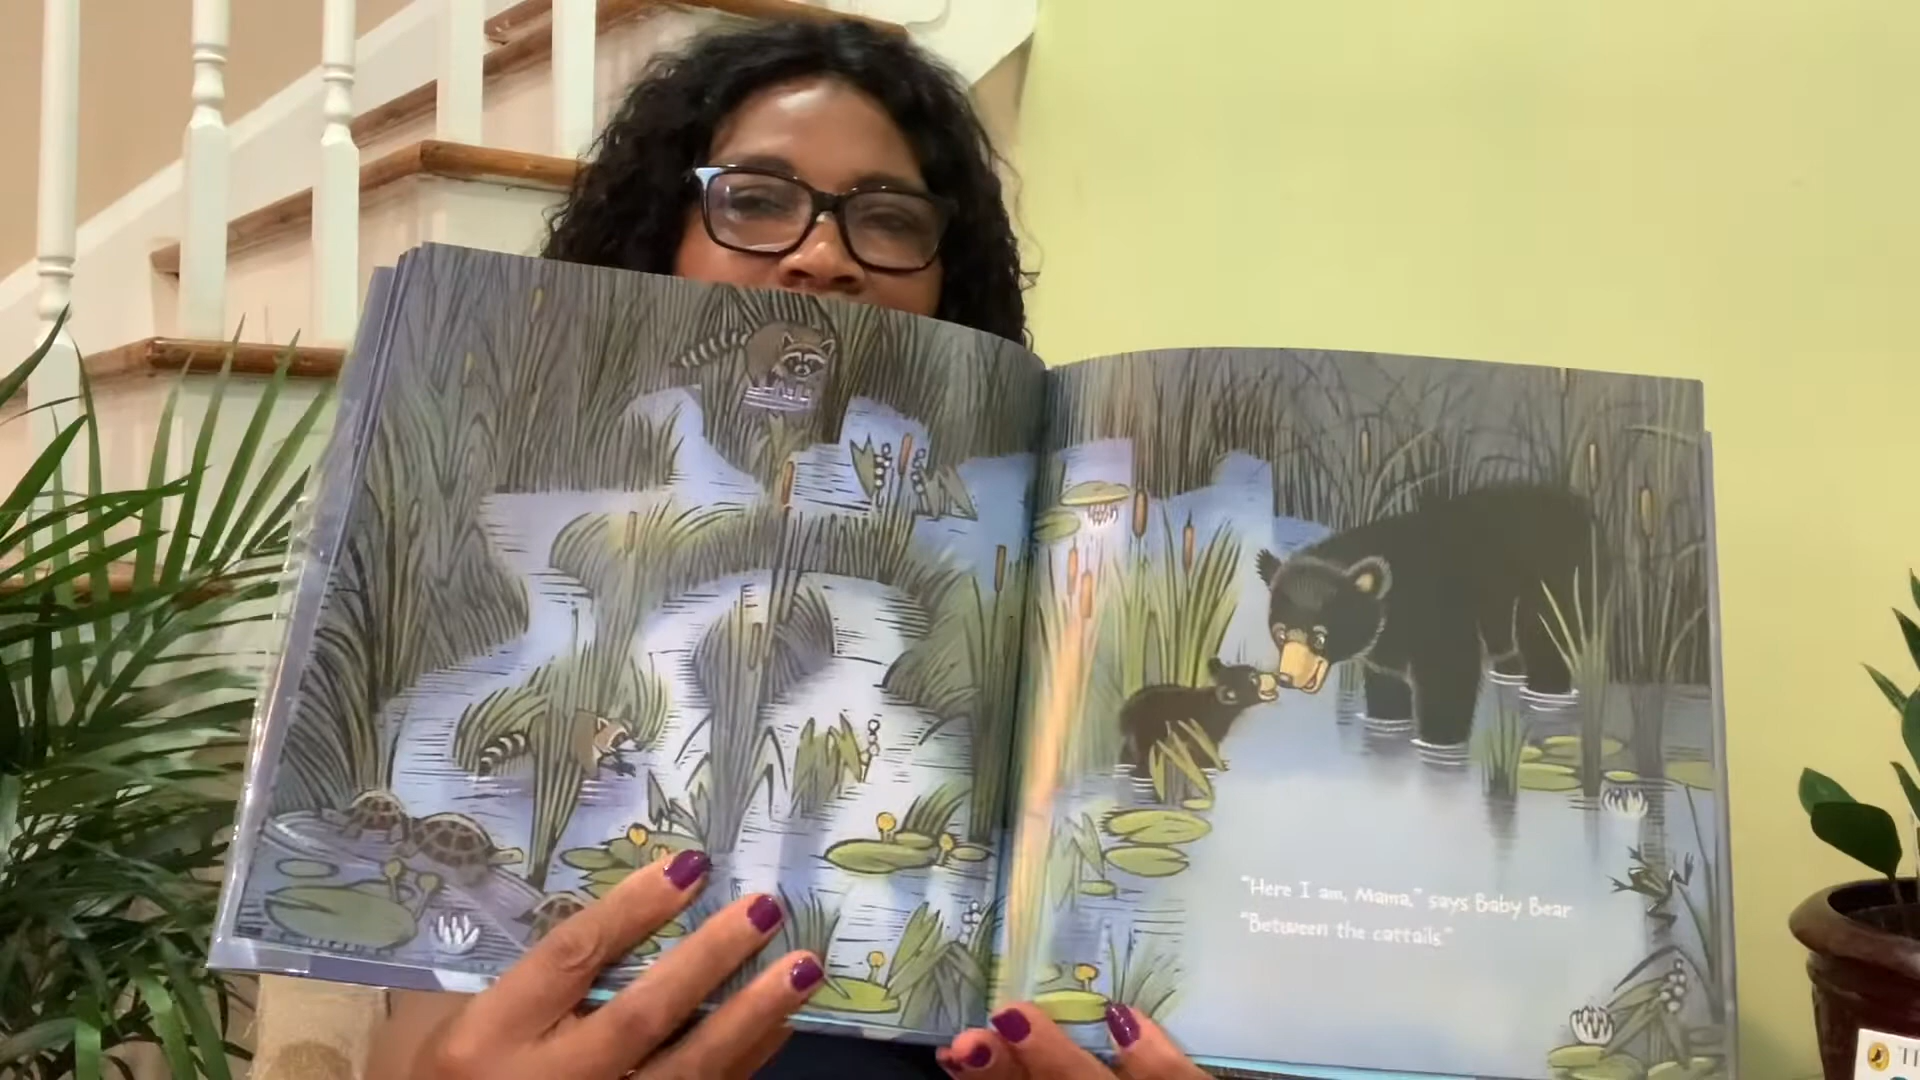 "Here I am, Mama," says Baby Bear.
"Between the cattails."